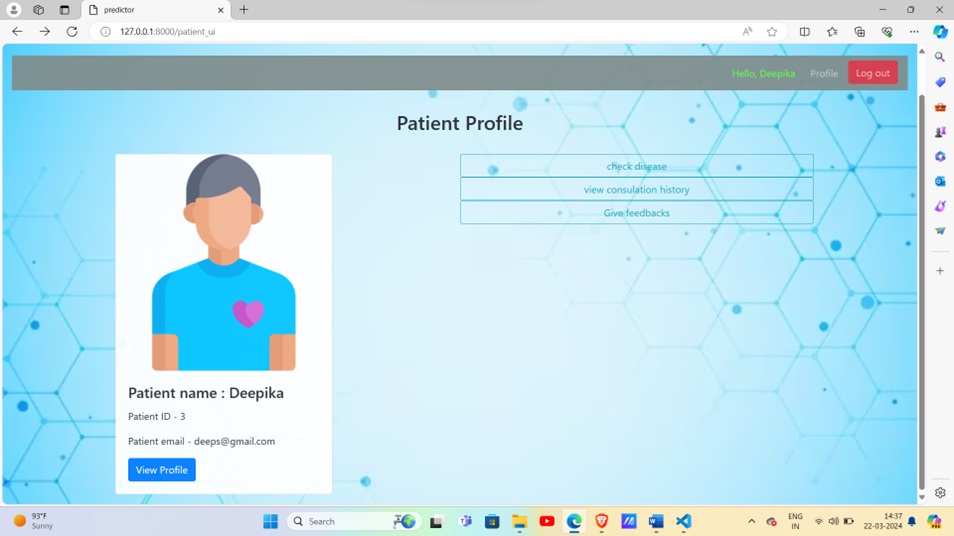 predictor
127.0.0.1:8000/patient_ui
Hello, Deepika
Profile
Log out
Patient Profile
check disease
view consulation history
Give feedbacks
Patient name : Deepika
Patient ID - 3
Patient email - deeps@gmail.com
View Profile
93°F
Sunny
Search
ENG
IN
14:37
22-03-2024